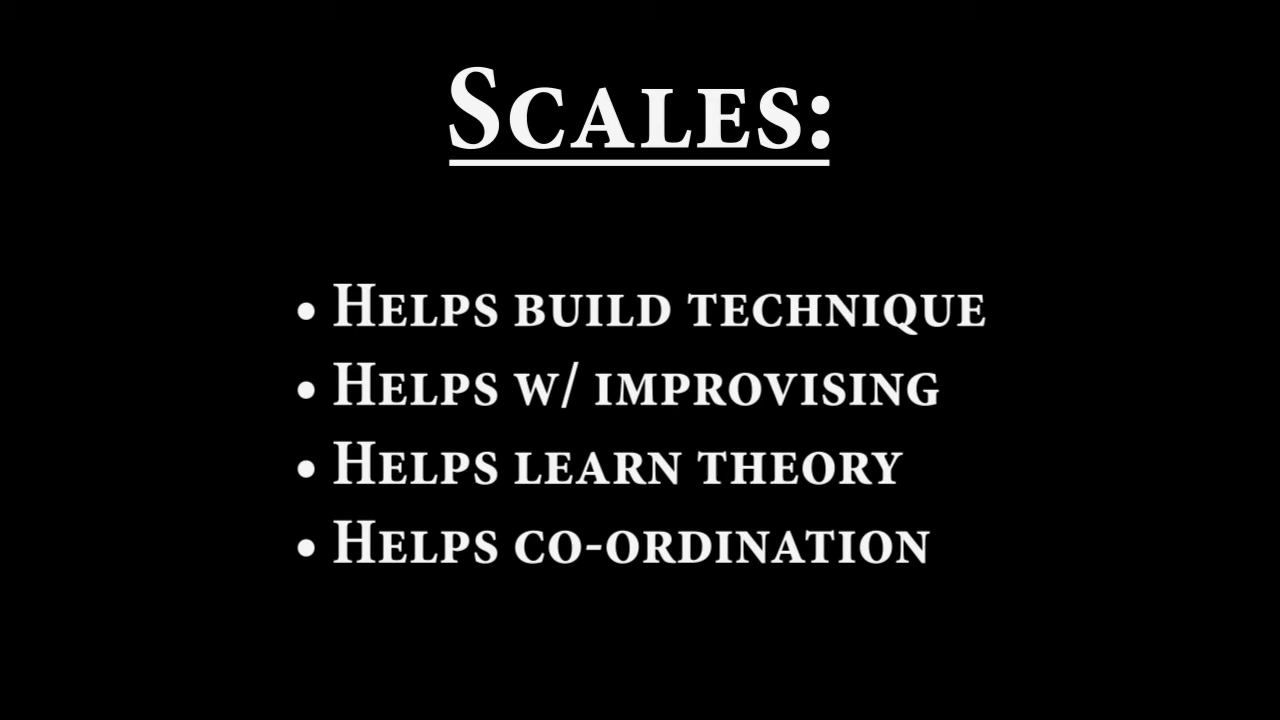 Scales:
• Helps build technique
• Helps w/ improvising
• Helps learn theory
• Helps co-ordination